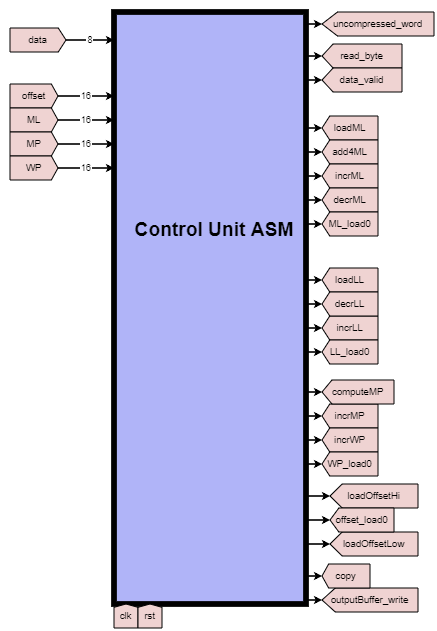 data 8
offset 16
ML 16
MP 16
WP 16
Control Unit ASM
uncompressed_word
read_byte
data_valid
loadML
add4ML
incrML
decrML
ML_load0
loadLL
decrLL
incrLL
LL_load0
computeMP
incrMP
incrWP
WP_load0
loadOffsetHi
offset_load0
loadOffsetLow
copy
outputBuffer_write
clk rst